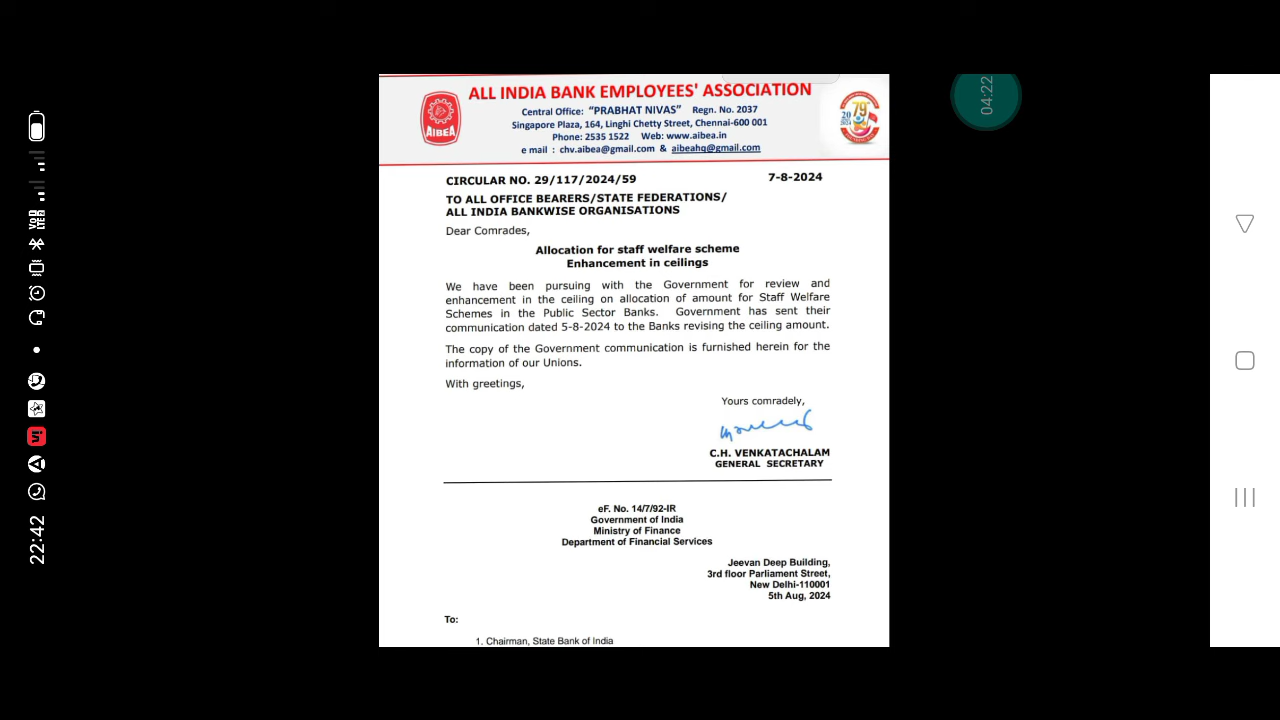 ALL INDIA BANK EMPLOYEES' ASSOCIATION
Central Office: "PRABHAT NIVAS" Regn. No. 2037
Singapore Plaza, 164, Linghi Chetty Street, Chennai-600 001
Phone: 2535 1522 Web: www.aibea.in
e mail : chv.aibea@gmail.com & aibeahq@gmail.com
AIBEA
79
CIRCULAR NO. 29/117/2024/59 7-8-2024
TO ALL OFFICE BEARERS/STATE FEDERATIONS/
ALL INDIA BANKWISE ORGANISATIONS
Dear Comrades,
Allocation for staff welfare scheme
Enhancement in ceilings
We have been pursuing with the Government for review and
enhancement in the ceiling on allocation of amount for Staff Welfare
Schemes in the Public Sector Banks. Government has sent their
communication dated 5-8-2024 to the Banks revising the ceiling amount.
The copy of the Government communication is furnished herein for the
information of our Unions.
With greetings,
Yours comradely,
C.H. VENKATACHALAM
GENERAL SECRETARY
eF. No. 14/7/92-IR
Government of India
Ministry of Finance
Department of Financial Services
Jeevan Deep Building,
3rd floor Parliament Street,
New Delhi-110001
5th Aug, 2024
To:
1. Chairman, State Bank of India
04:22
22:42